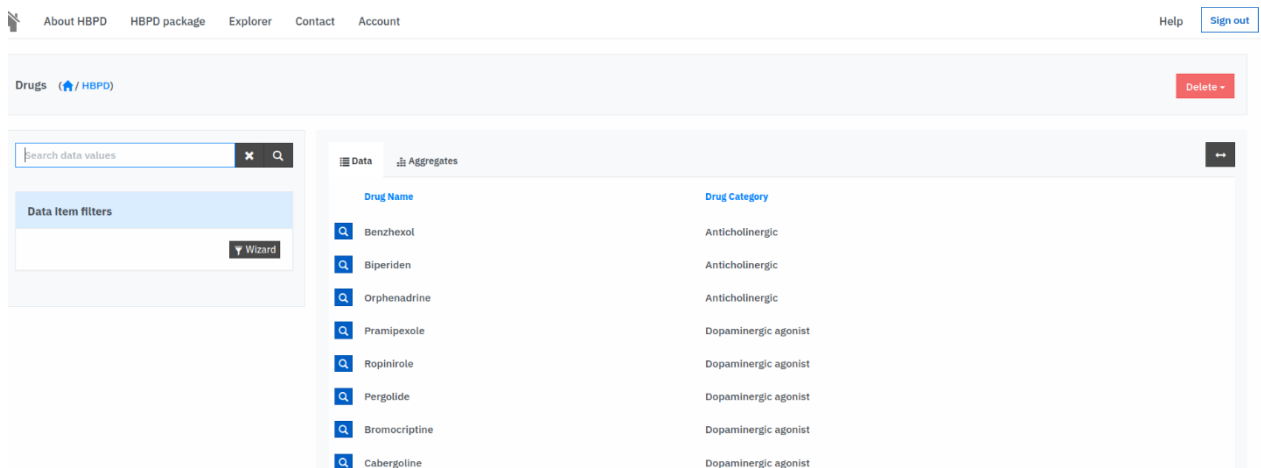 About HBPD HBPD package Explorer Contact Account Help Sign out
Drugs ( / HBPD) Delete
Search data values
Data Item filters
Wizard
Data Aggregates
Drug Name Drug Category
Benzhexol Anticholinergic
Biperiden Anticholinergic
Orphenadrine Anticholinergic
Pramipexole Dopaminergic agonist
Ropinirole Dopaminergic agonist
Pergolide Dopaminergic agonist
Bromocriptine Dopaminergic agonist
Cabergoline Dopaminergic agonist